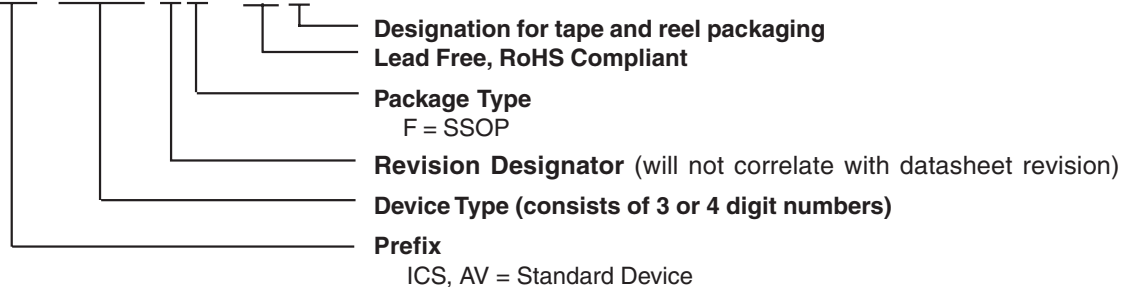 Designation for tape and reel packaging
Lead Free, RoHS Compliant
Package Type
F = SSOP
Revision Designator (will not correlate with datasheet revision)
Device Type (consists of 3 or 4 digit numbers)
Prefix
ICS, AV = Standard Device